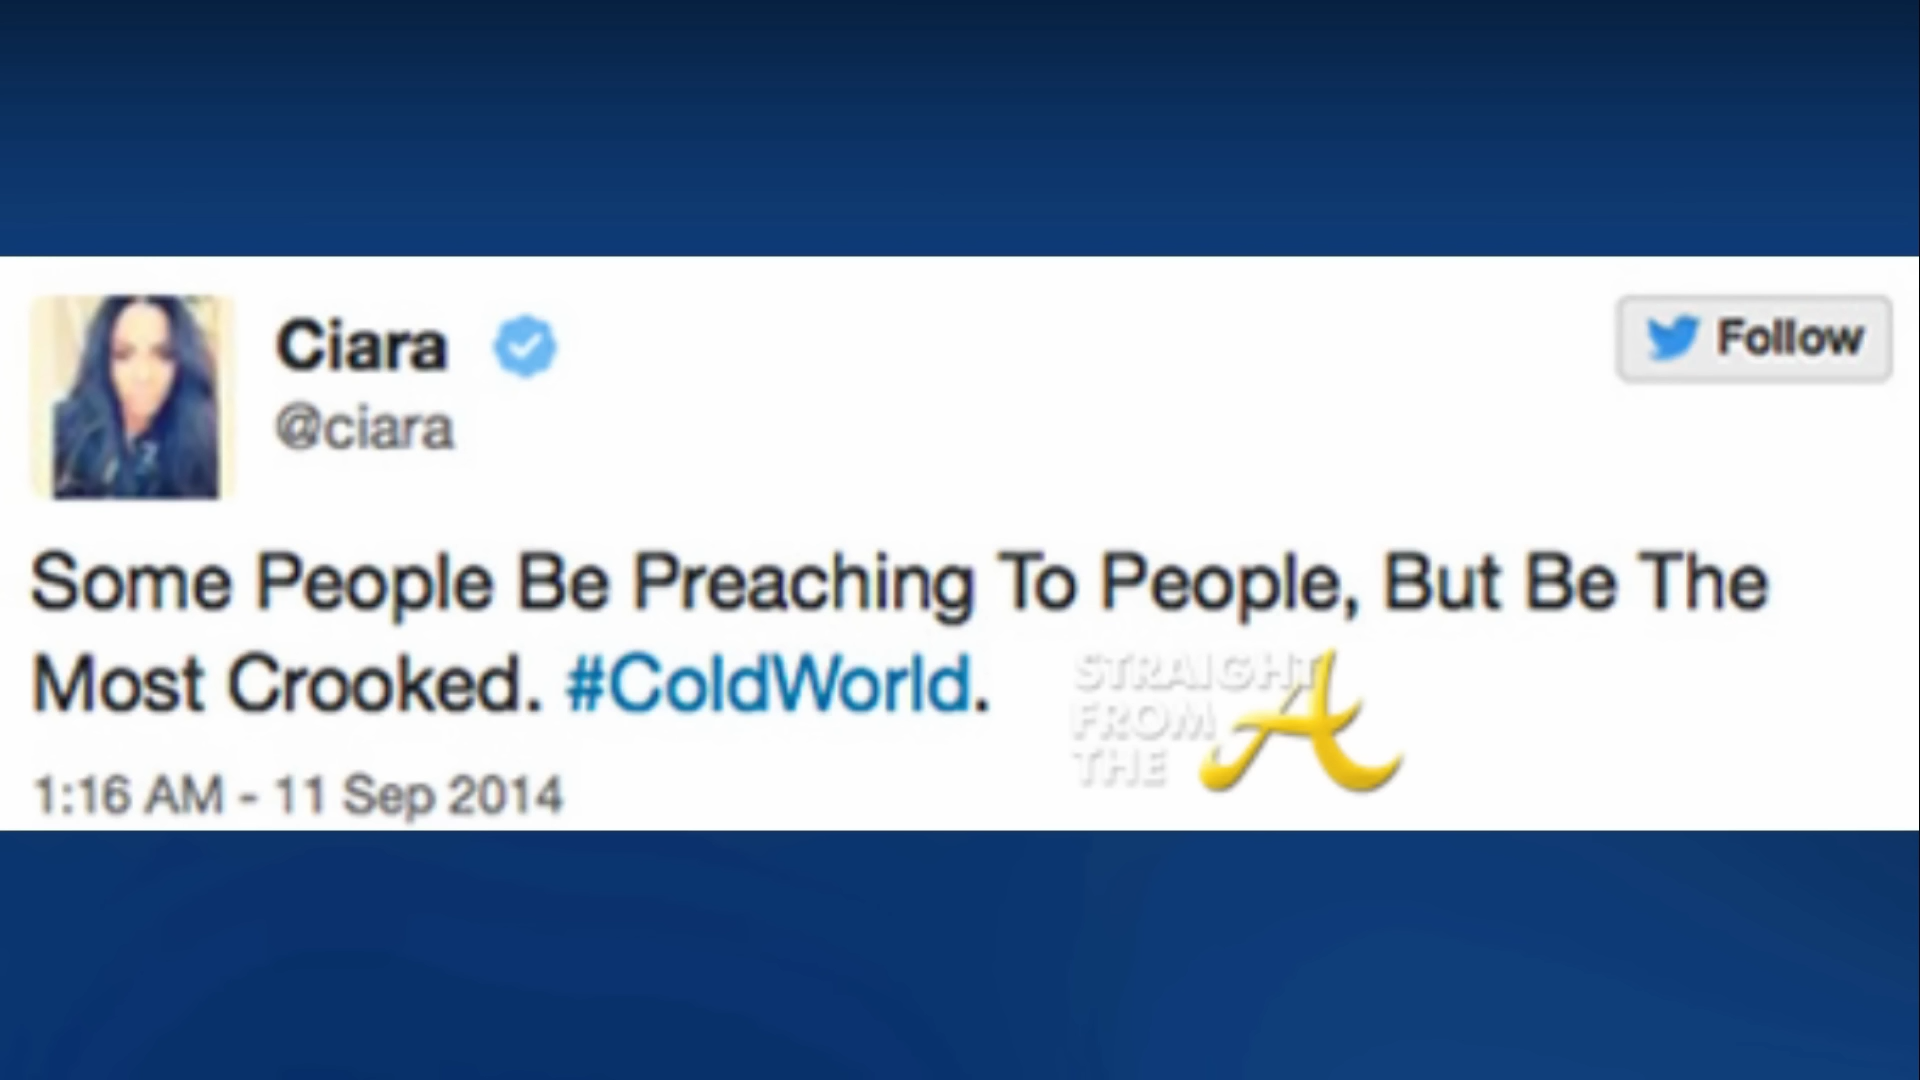 Ciara
Follow
@ciara
Some People Be Preaching To People, But Be The
Most Crooked. #ColdWorld.
STRAIGHT
FROM
THE A
1:16 AM - 11 Sep 2014